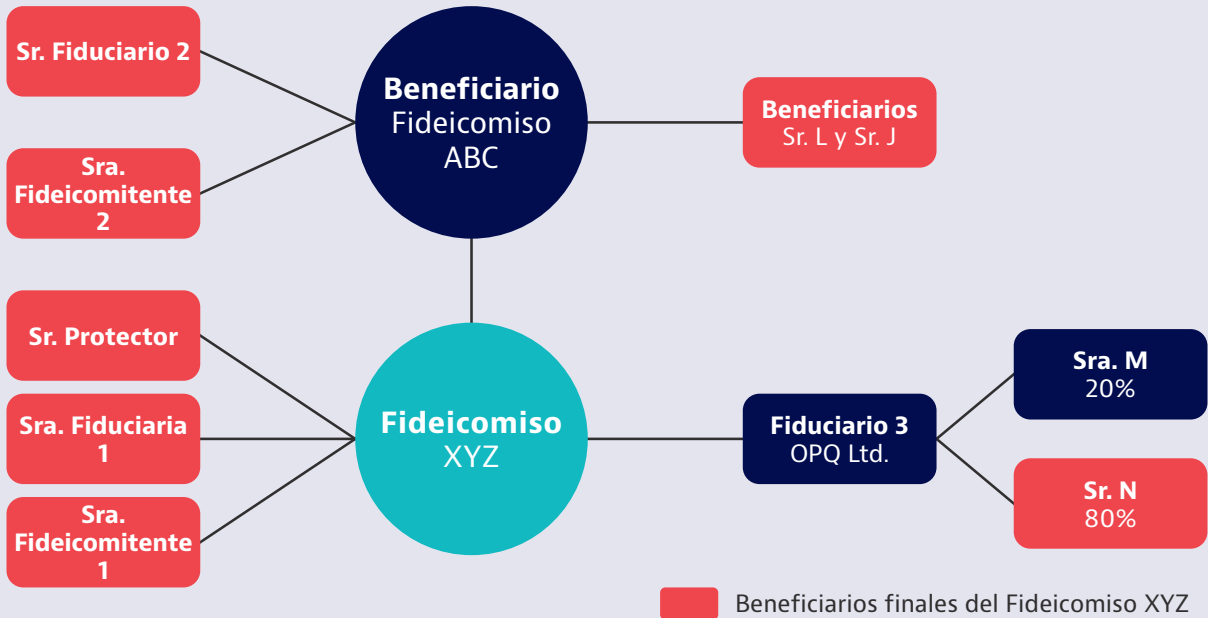 Sr. Fiduciario 2
Sra.
Fideicomitente
2
Beneficiario
Fideicomiso
ABC
Beneficiarios
Sr. L y Sr. J
Sr. Protector
Sra. Fiduciaria
1
Sra.
Fideicomitente
1
Fideicomiso
XYZ
Fiduciario 3
OPQ Ltd.
Sra. M
20%
Sr. N
80%
Beneficiarios finales del Fideicomiso XYZ